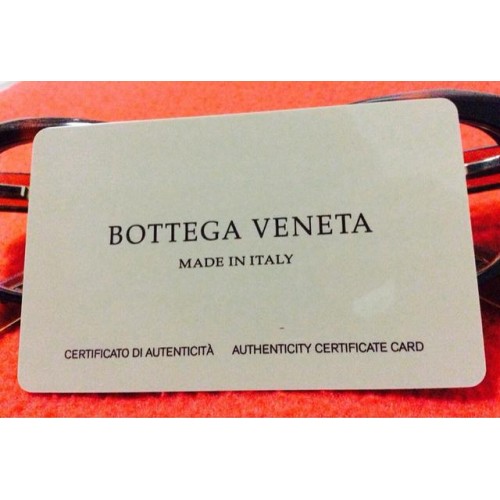 BOTTEGA VENETA
MADE IN ITALY
CERTIFICATO DI AUTENTICITÀ AUTHENTICITY CERTIFICATE CARD